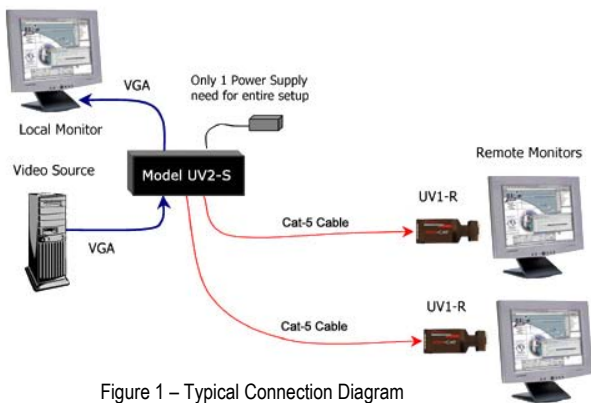 Only 1 Power Supply
need for entire setup
VGA
Local Monitor
Video Source
Model UV2-S
Remote Monitors
UV1-R
Cat-5 Cable
VGA
UV1-R
Cat-5 Cable
Figure 1 – Typical Connection Diagram